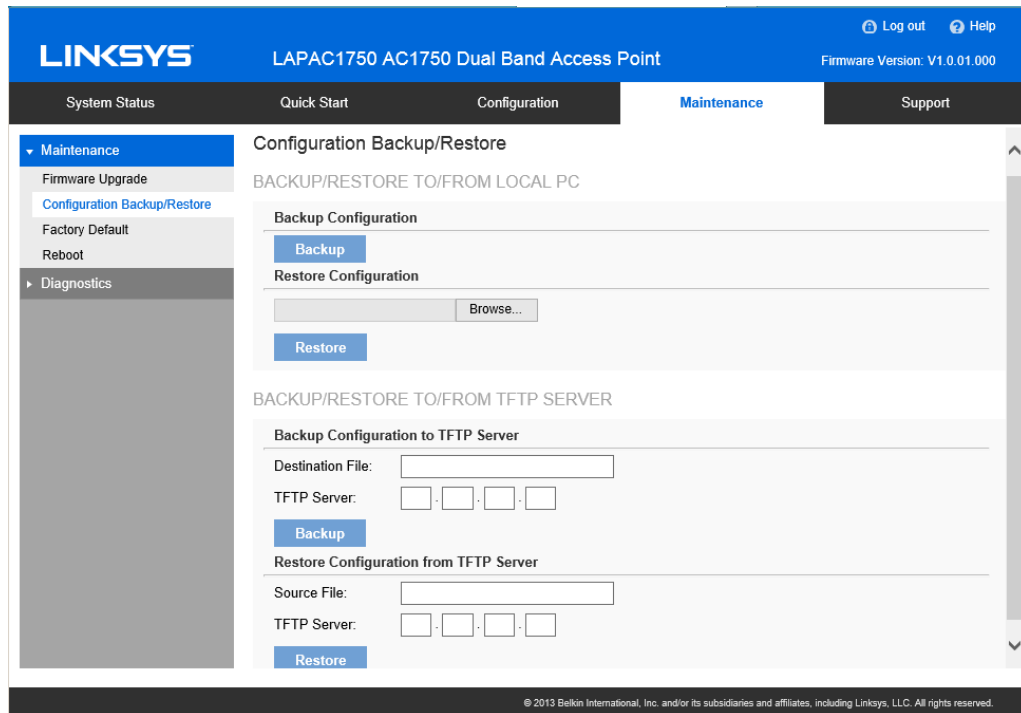 Log out Help
LINKSYS LAPAC1750 AC1750 Dual Band Access Point Firmware Version: V1.0.01.000
System Status Quick Start Configuration Maintenance Support
Maintenance
Firmware Upgrade
Configuration Backup/Restore
Factory Default
Reboot
Diagnostics
Configuration Backup/Restore
BACKUP/RESTORE TO/FROM LOCAL PC
Backup Configuration
Backup
Restore Configuration
Browse...
Restore
BACKUP/RESTORE TO/FROM TFTP SERVER
Backup Configuration to TFTP Server
Destination File:
TFTP Server: . . .
Backup
Restore Configuration from TFTP Server
Source File:
TFTP Server: . . .
Restore
© 2013 Belkin International, Inc. and/or its subsidiaries and affiliates, including Linksys, LLC. All rights reserved.